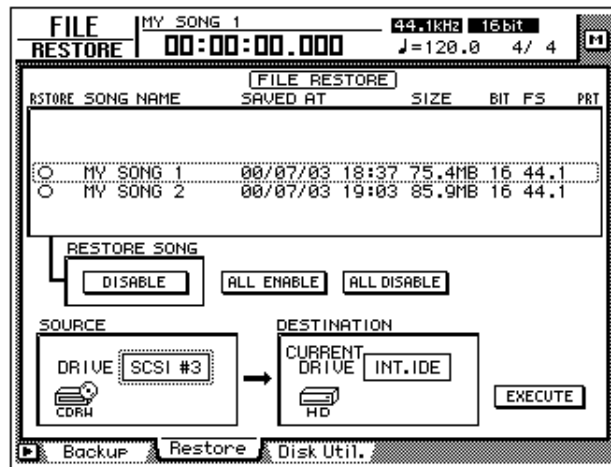 FILE
RESTORE
MY SONG 1
00:00:00.000
44.1kHz 16bit
♩=120.0 4/ 4
M
FILE RESTORE
RSTORE SONG NAME SAVED AT SIZE BIT FS PRT
MY SONG 1 00/07/03 18:37 75.4MB 16 44.1
MY SONG 2 00/07/03 19:03 85.9MB 16 44.1
RESTORE SONG
DISABLE ALL ENABLE ALL DISABLE
SOURCE
DRIVE SCSI #3
CDRW
DESTINATION
CURRENT
DRIVE INT.IDE
HD
EXECUTE
Backup Restore Disk Util.